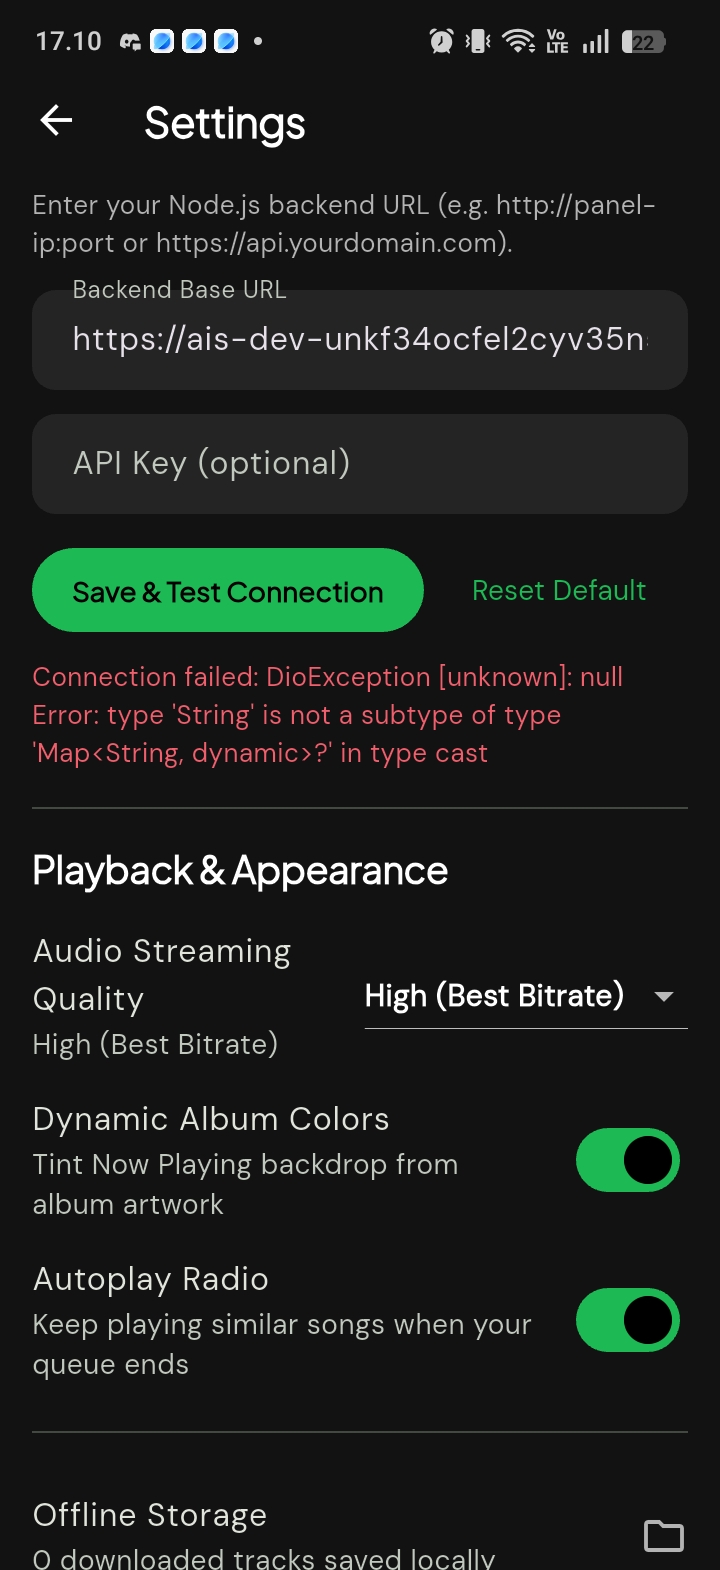 17.10
Vo
LTE
22
Settings
Enter your Node.js backend URL (e.g. http://panel-
ip:port or https://api.yourdomain.com).
Backend Base URL
https://ais-dev-unkf34ocfel2cyv35n
API Key (optional)
Save & Test Connection
Reset Default
Connection failed: DioException [unknown]: null
Error: type 'String' is not a subtype of type
'Map<String, dynamic>?' in type cast
Playback & Appearance
Audio Streaming
Quality
High (Best Bitrate)
High (Best Bitrate)
Dynamic Album Colors
Tint Now Playing backdrop from
album artwork
Autoplay Radio
Keep playing similar songs when your
queue ends
Offline Storage
0 downloaded tracks saved locally